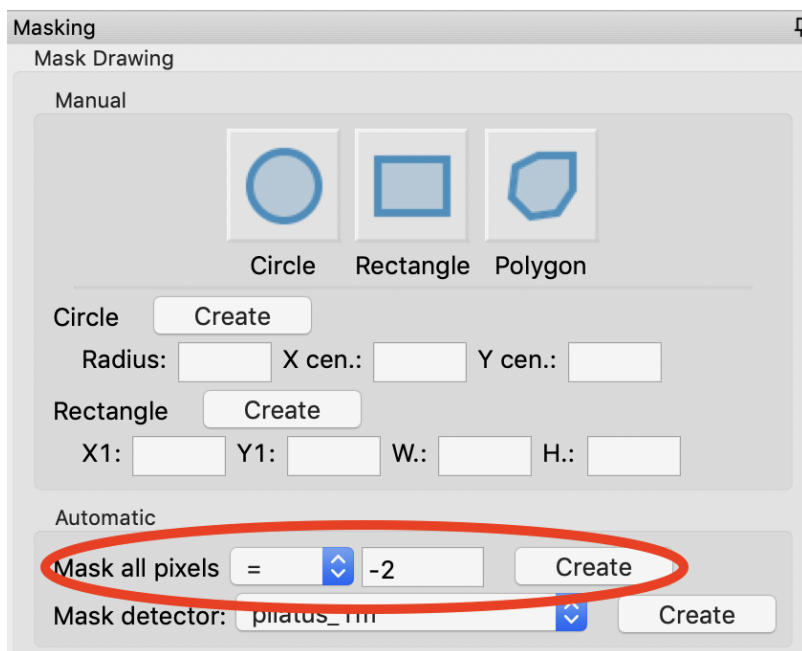 Masking
Mask Drawing
Manual
Circle Rectangle Polygon
Circle Create
Radius: X cen.: Y cen.:
Rectangle Create
X1: Y1: W.: H.:
Automatic
Mask all pixels = -2 Create
Mask detector: pilatus_1m Create